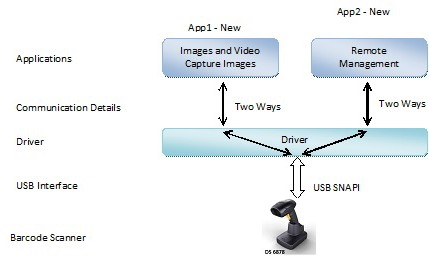 App2 - New
App1 - New
Applications
Images and Video
Capture Images
Remote
Management
Communication Details
Two Ways
Two Ways
Driver
Driver
USB Interface
USB SNAPI
Barcode Scanner
DS 6878